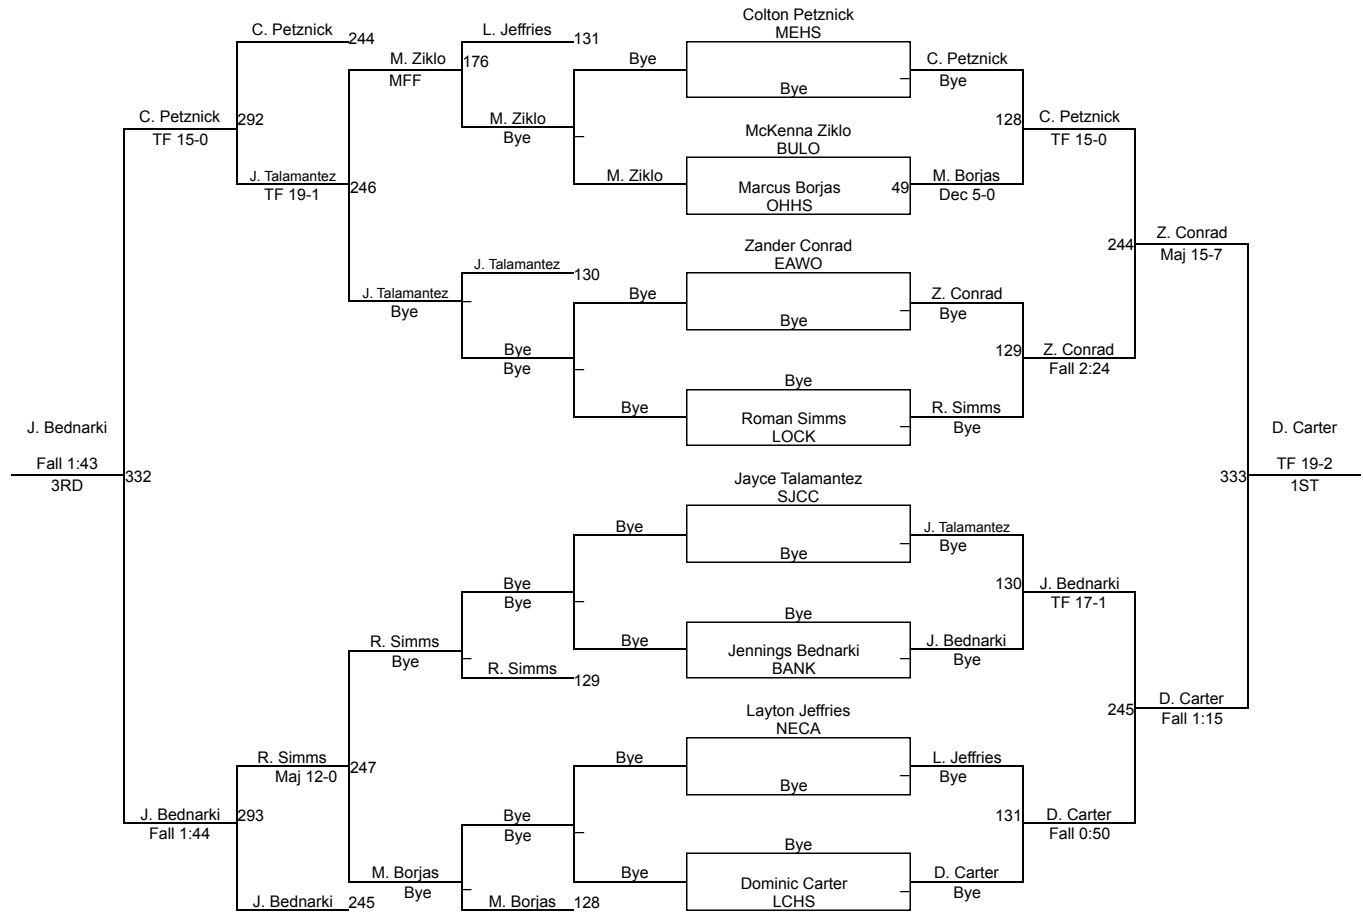 Colton Petznick
MEHS
C. Petznick
244
L. Jeffries
131
M. Ziklo
176
MFF
Bye
Bye
C. Petznick
Bye
C. Petznick
292
TF 15-0
M. Ziklo
Bye
McKenna Ziklo
BULO
128
C. Petznick
TF 15-0
J. Talamantez
TF 19-1
246
M. Ziklo
Marcus Borjas
OHHS
49
M. Borjas
Dec 5-0
Zander Conrad
EAWO
244
Z. Conrad
Maj 15-7
J. Talamantez
130
J. Talamantez
Bye
Bye
Bye
Z. Conrad
Bye
Bye
Bye
129
Z. Conrad
Fall 2:24
Bye
Bye
Roman Simms
LOCK
R. Simms
Bye
J. Bednarki
Fall 1:43
3RD
332
D. Carter
333
TF 19-2
1ST
Jayce Talamantez
SJCC
Bye
Bye
J. Talamantez
Bye
Bye
Bye
130
J. Bednarki
TF 17-1
Bye
R. Simms
Bye
Bye
Jennings Bednarki
BANK
J. Bednarki
Bye
R. Simms
129
Layton Jeffries
NECA
245
D. Carter
Fall 1:15
R. Simms
Maj 12-0
247
Bye
Bye
L. Jeffries
Bye
J. Bednarki
293
Fall 1:44
Bye
Bye
131
D. Carter
Fall 0:50
Bye
M. Borjas
Bye
Bye
Dominic Carter
LCHS
D. Carter
Bye
J. Bednarki
245
M. Borjas
128